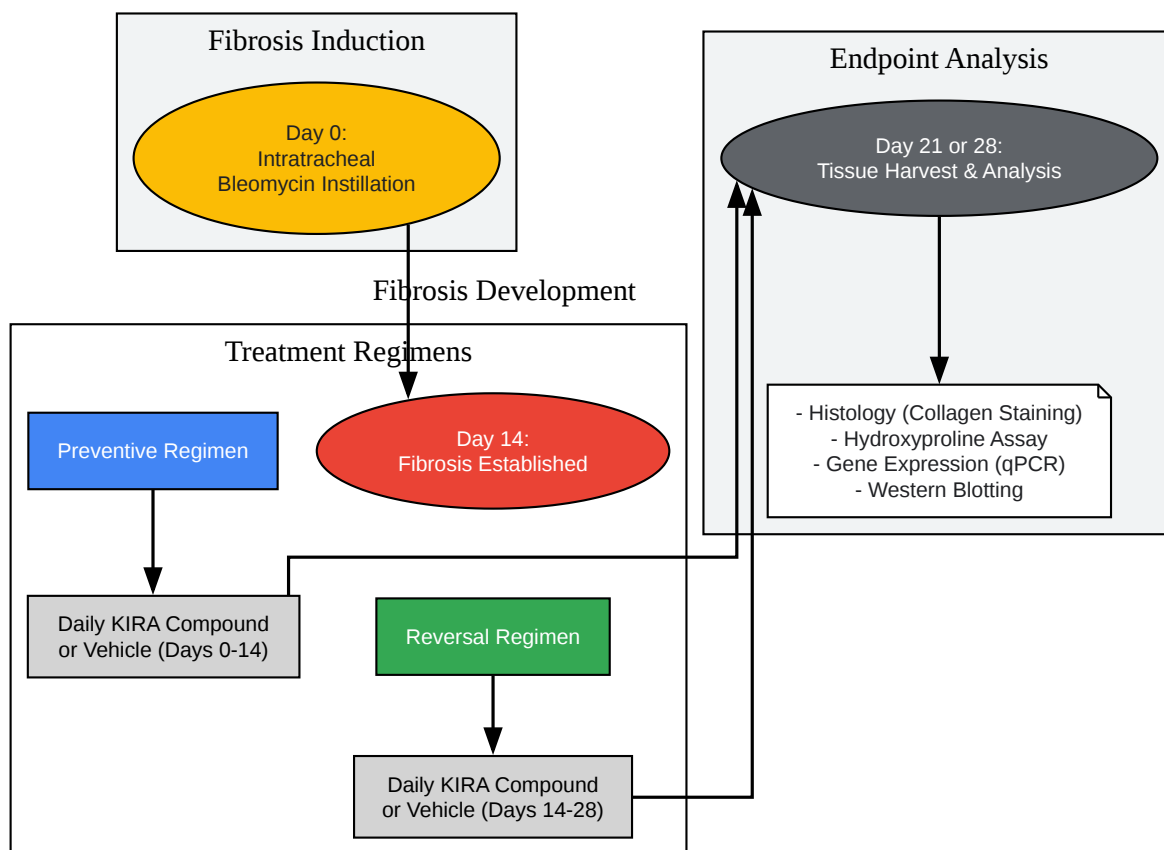 Fibrosis Induction
Day 0:
Intratracheal
Bleomycin Instillation
Fibrosis Development
Treatment Regimens
Preventive Regimen
Day 14:
Fibrosis Established
Daily KIRA Compound
or Vehicle (Days 0-14)
Reversal Regimen
Daily KIRA Compound
or Vehicle (Days 14-28)
Endpoint Analysis
Day 21 or 28:
Tissue Harvest & Analysis
- Histology (Collagen Staining)
- Hydroxyproline Assay
- Gene Expression (qPCR)
- Western Blotting